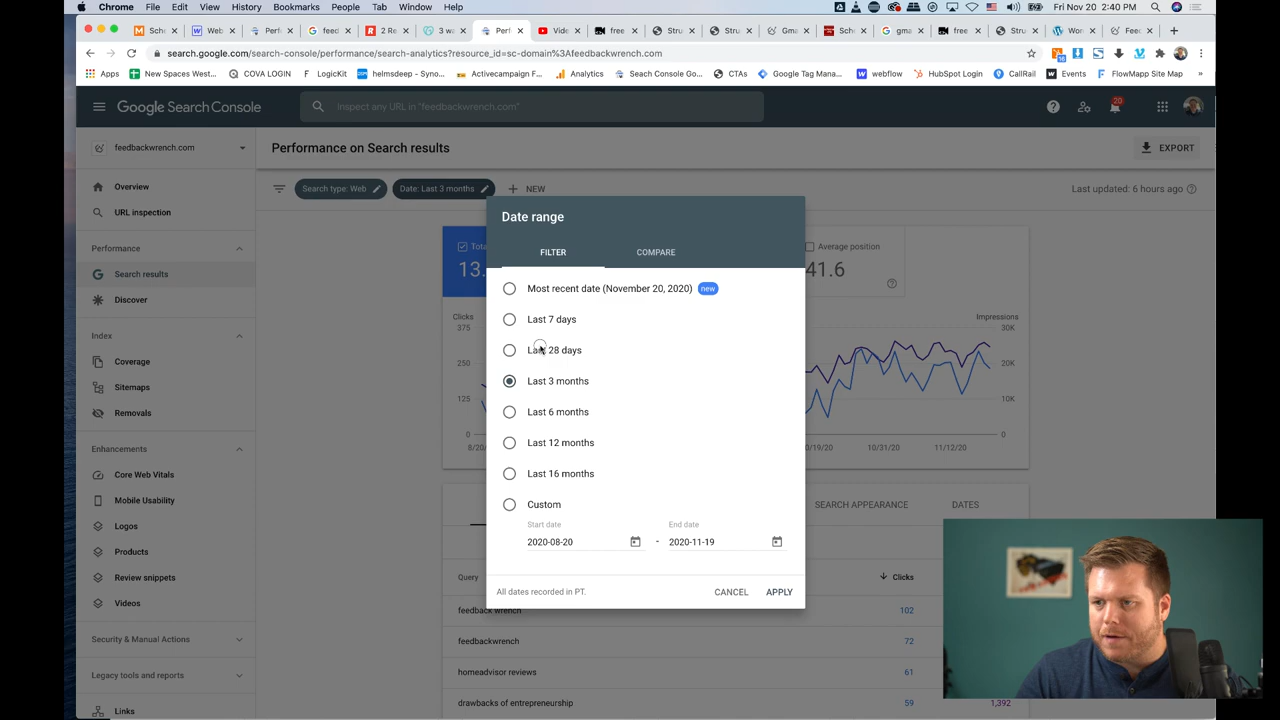 Chrome File Edit View History Bookmarks People Tab Window Help Fri Nov 20 2:40 PM
search.google.com/search-console/performance/search-analytics?resource_id=sc-domain%3Afeedbackwrench.com
Apps New Spaces West... COVA LOGIN LogicKit helmsdeep - Syno... Activecampaign F... Analytics Seach Console Go... CTAs Google Tag Mana... webflow HubSpot Login CallRail Events FlowMapp Site Map
Google Search Console
Inspect any URL in "feedbackwrench.com"
20
feedbackwrench.com
Performance on Search results
EXPORT
Search type: Web
Date: Last 3 months
NEW
Last updated: 6 hours ago
Overview
URL inspection
Performance
Search results
Discover
Index
Coverage
Sitemaps
Removals
Enhancements
Core Web Vitals
Mobile Usability
Logos
Products
Review snippets
Videos
Security & Manual Actions
Legacy tools and reports
Links
Date range
FILTER COMPARE
Most recent date (November 20, 2020) new
Last 7 days
Last 28 days
Last 3 months
Last 6 months
Last 12 months
Last 16 months
Custom
Start date End date
2020-08-20 - 2020-11-19
All dates recorded in PT.
CANCEL APPLY
13.
Average position
41.6
Clicks Impressions
375 30K
250 20K
125 10K
0 0
10/31/20 11/12/20
SEARCH APPEARANCE DATES
Query Clicks
feedback wrench 102
feedbackwrench 72
homeadvisor reviews 61
drawbacks of entrepreneurship 59 1,392